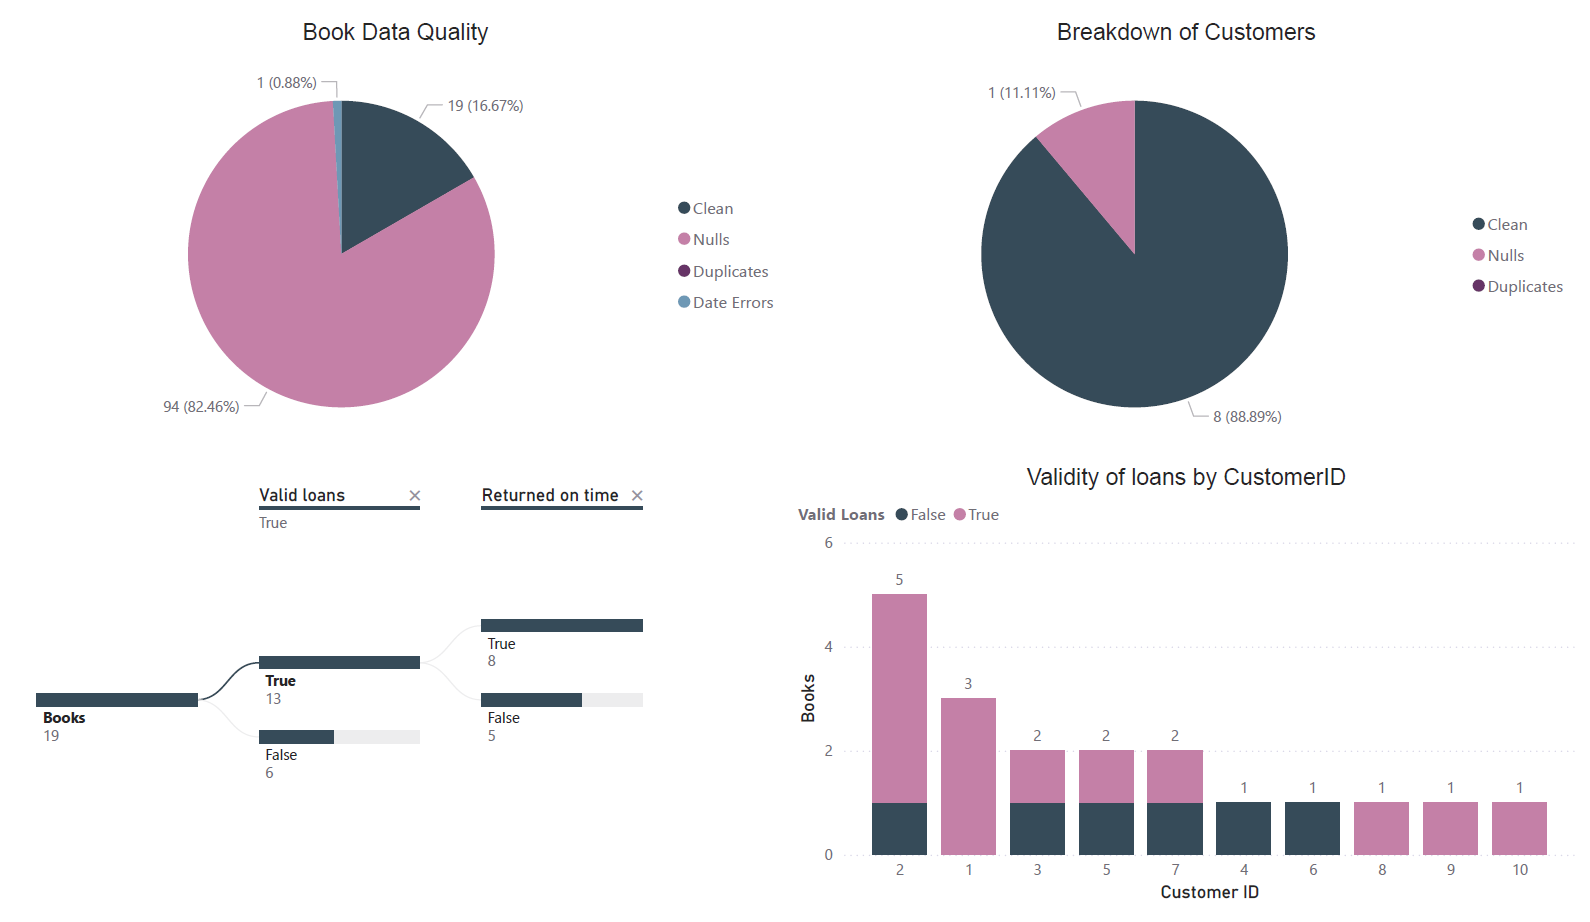 Book Data Quality
1 (0.88%)
19 (16.67%)
94 (82.46%)
Clean
Nulls
Duplicates
Date Errors
Breakdown of Customers
1 (11.11%)
8 (88.89%)
Clean
Nulls
Duplicates
Valid loans ×
True
Returned on time ×
Books
19
True
13
False
6
True
8
False
5
Validity of loans by CustomerID
Valid Loans False True
Books
6
4
2
0
5
3
2
2
2
1
1
1
1
1
2 1 3 5 7 4 6 8 9 10
Customer ID